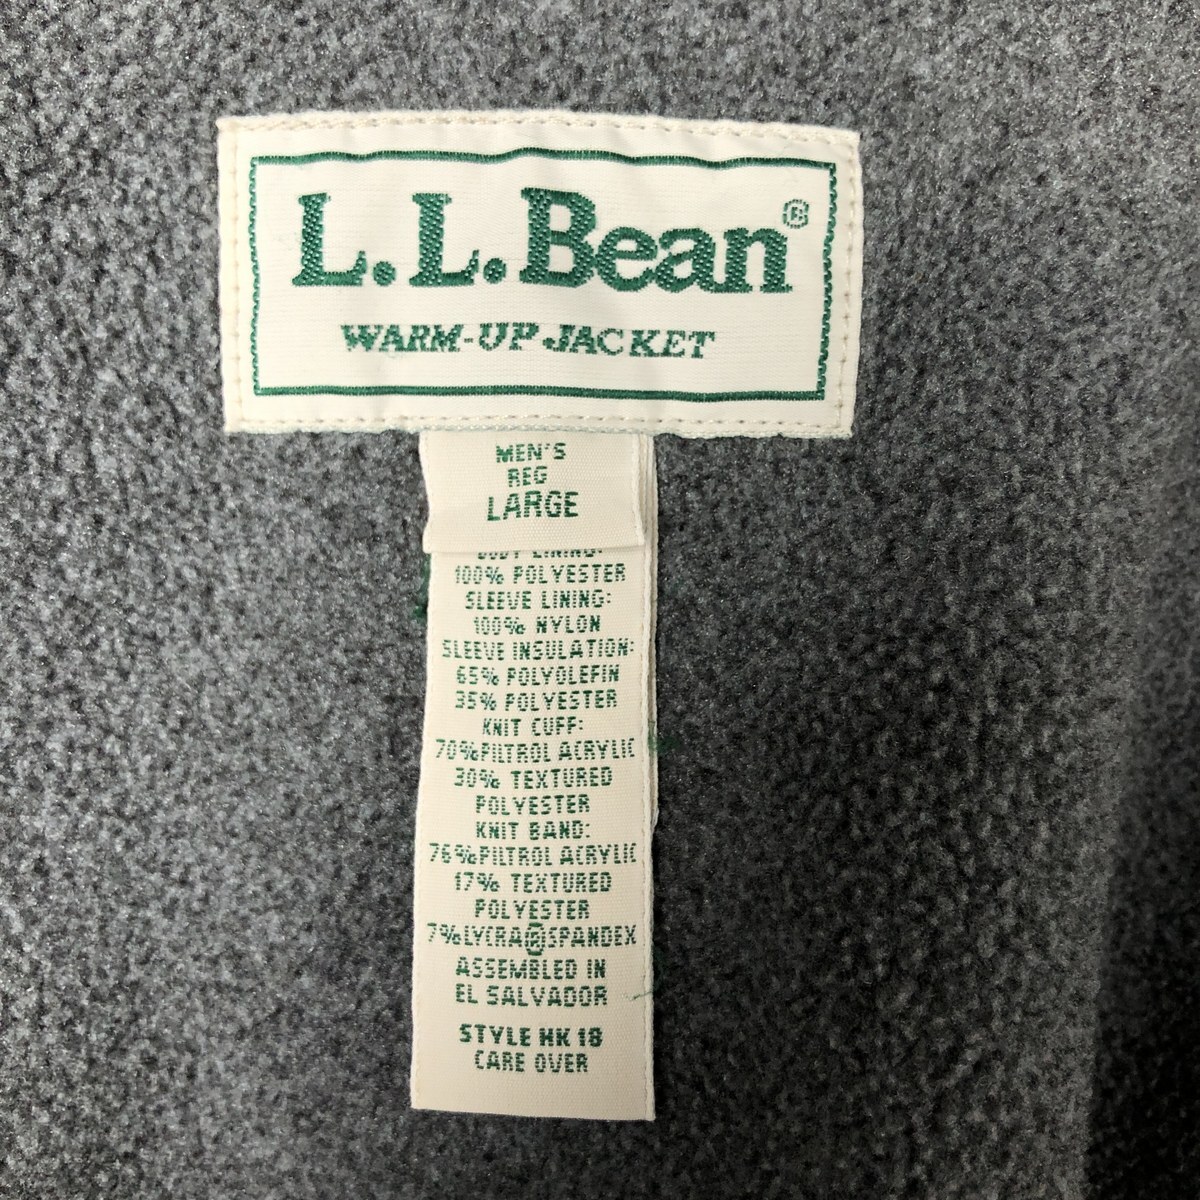 L.L.Bean®
WARM-UP JACKET
MEN'S
REG
LARGE
BODY LINING:
100% POLYESTER
SLEEVE LINING:
100% NYLON
SLEEVE INSULATION:
65% POLYOLEFIN
35% POLYESTER
KNIT CUFF:
70%PILTROL ACRYLIC
30% TEXTURED
POLYESTER
KNIT BAND:
76%PILTROL ACRYLIC
17% TEXTURED
POLYESTER
7%LYCRA®SPANDEX
ASSEMBLED IN
EL SALVADOR
STYLE HK 18
CARE OVER